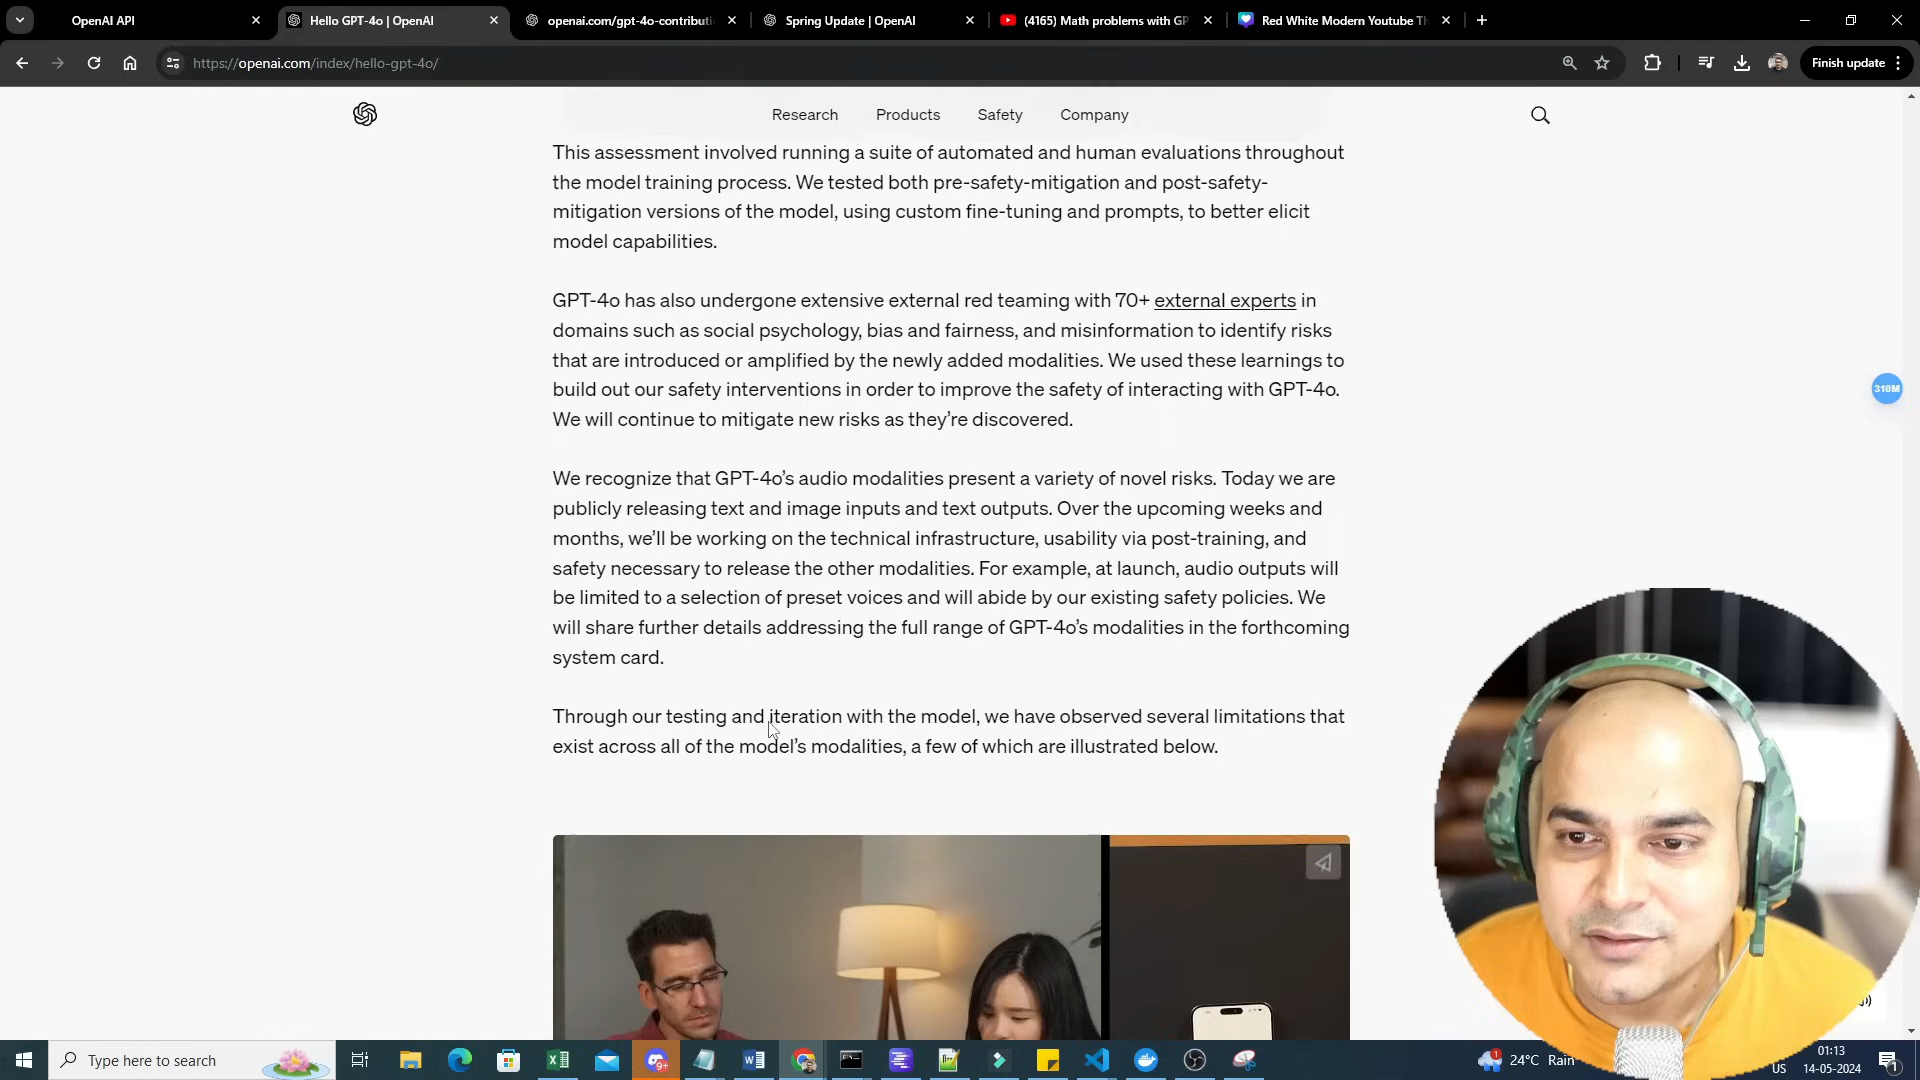 OpenAI API
Hello GPT-4o | OpenAI
openai.com/gpt-4o-contributi
Spring Update | OpenAI
(4165) Math problems with GP
Red White Modern Youtube Th
https://openai.com/index/hello-gpt-4o/
Finish update
Research
Products
Safety
Company
This assessment involved running a suite of automated and human evaluations throughout
the model training process. We tested both pre-safety-mitigation and post-safety-
mitigation versions of the model, using custom fine-tuning and prompts, to better elicit
model capabilities.
GPT-4o has also undergone extensive external red teaming with 70+ external experts in
domains such as social psychology, bias and fairness, and misinformation to identify risks
that are introduced or amplified by the newly added modalities. We used these learnings to
build out our safety interventions in order to improve the safety of interacting with GPT-4o.
We will continue to mitigate new risks as they’re discovered.
310M
We recognize that GPT-4o’s audio modalities present a variety of novel risks. Today we are
publicly releasing text and image inputs and text outputs. Over the upcoming weeks and
months, we’ll be working on the technical infrastructure, usability via post-training, and
safety necessary to release the other modalities. For example, at launch, audio outputs will
be limited to a selection of preset voices and will abide by our existing safety policies. We
will share further details addressing the full range of GPT-4o’s modalities in the forthcoming
system card.
Through our testing and iteration with the model, we have observed several limitations that
exist across all of the model’s modalities, a few of which are illustrated below.
Type here to search
9+
1
24°C Rain
US
01:13
14-05-2024
1